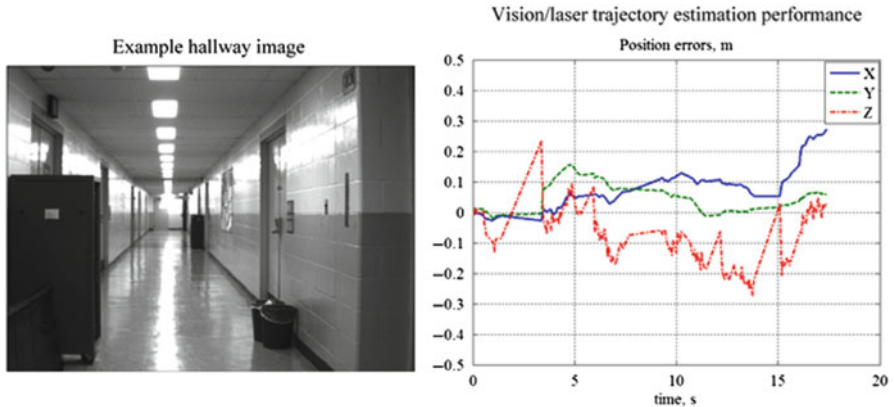 Example hallway image
Vision/laser trajectory estimation performance
Position errors, m
0.5
0.4
0.3
0.2
0.1
0
−0.1
−0.2
−0.3
−0.4
−0.5
X
Y
Z
0
5
10
15
20
time, s